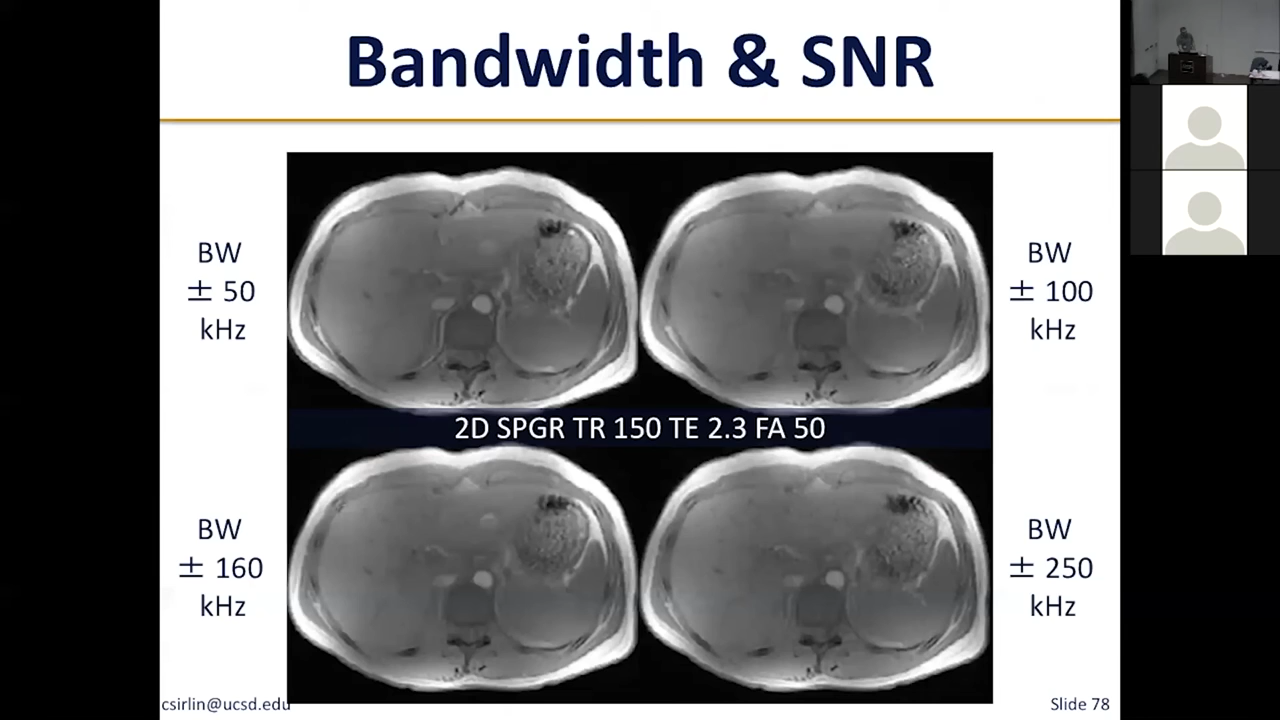 Bandwidth & SNR
BW
± 50
kHz
BW
± 100
kHz
2D SPGR TR 150 TE 2.3 FA 50
BW
± 160
kHz
BW
± 250
kHz
csirlin@ucsd.edu
Slide 78